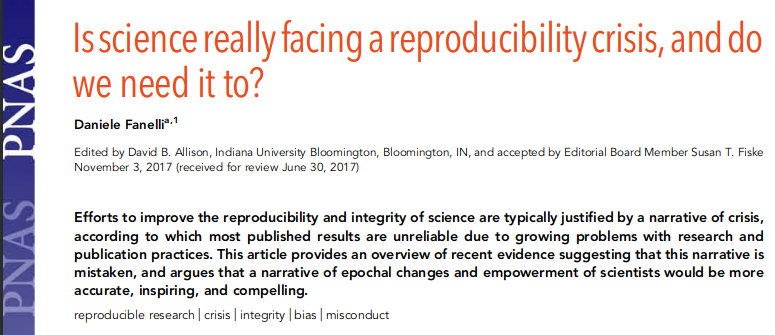 PNAS
PNAS
Is science really facing a reproducibility crisis, and do
we need it to?
Daniele Fanelliᵃ,¹
Edited by David B. Allison, Indiana University Bloomington, Bloomington, IN, and accepted by Editorial Board Member Susan T. Fiske
November 3, 2017 (received for review June 30, 2017)
Efforts to improve the reproducibility and integrity of science are typically justified by a narrative of crisis,
according to which most published results are unreliable due to growing problems with research and
publication practices. This article provides an overview of recent evidence suggesting that this narrative is
mistaken, and argues that a narrative of epochal changes and empowerment of scientists would be more
accurate, inspiring, and compelling.
reproducible research | crisis | integrity | bias | misconduct